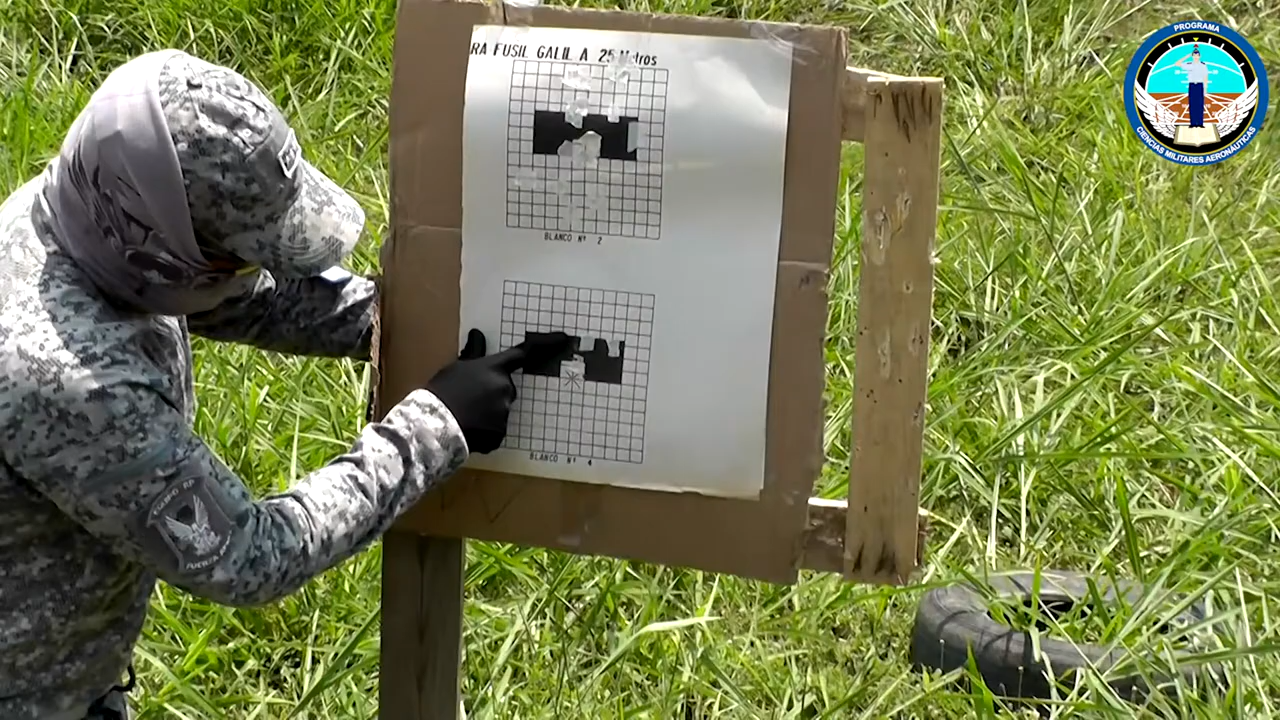 RA FUSIL GALIL A 25 Metros
BLANCO Nº 2
BLANCO Nº 4
PROGRAMA
CIENCIAS MILITARES AERONÁUTICAS